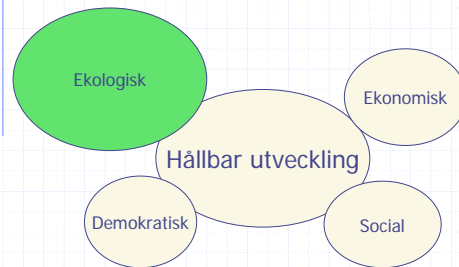 Ekologisk
Ekonomisk
Hållbar utveckling
Demokratisk
Social